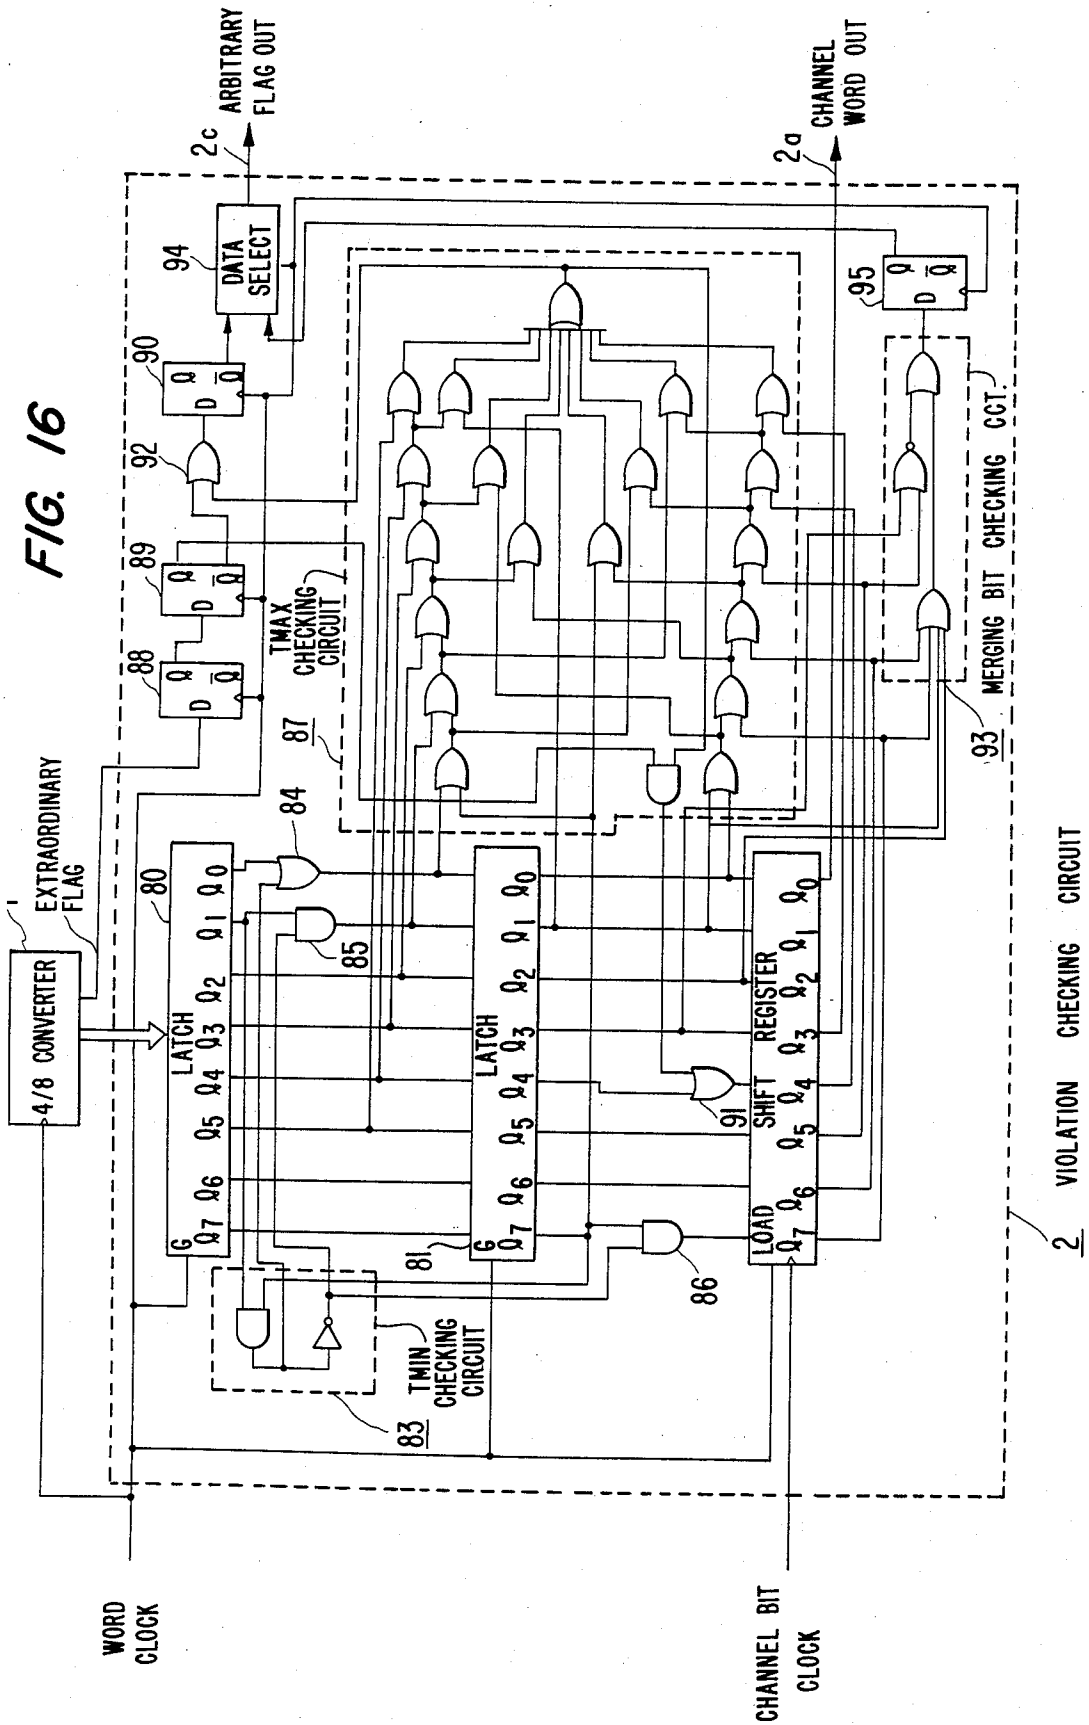 FIG. 16
WORD
CLOCK
1
4/8 CONVERTER
EXTRAORDINARY
FLAG
80
G
LATCH
Q7 Q6 Q5 Q4 Q3 Q2 Q1 Q0
84
85
83
TMIN
CHECKING
CIRCUIT
81
G
LATCH
Q7 Q6 Q5 Q4 Q3 Q2 Q1 Q0
86
91
LOAD
SHIFT REGISTER
Q7 Q6 Q5 Q4 Q3 Q2 Q1 Q0
CHANNEL BIT
CLOCK
88
D Q
Q
89
D Q
Q
92
90
D Q
Q
94
DATA
SELECT
2c
ARBITRARY
FLAG OUT
87
TMAX
CHECKING
CIRCUIT
2a
CHANNEL
WORD OUT
95
D Q
Q
93
MERGING BIT CHECKING CCT.
2
VIOLATION CHECKING CIRCUIT